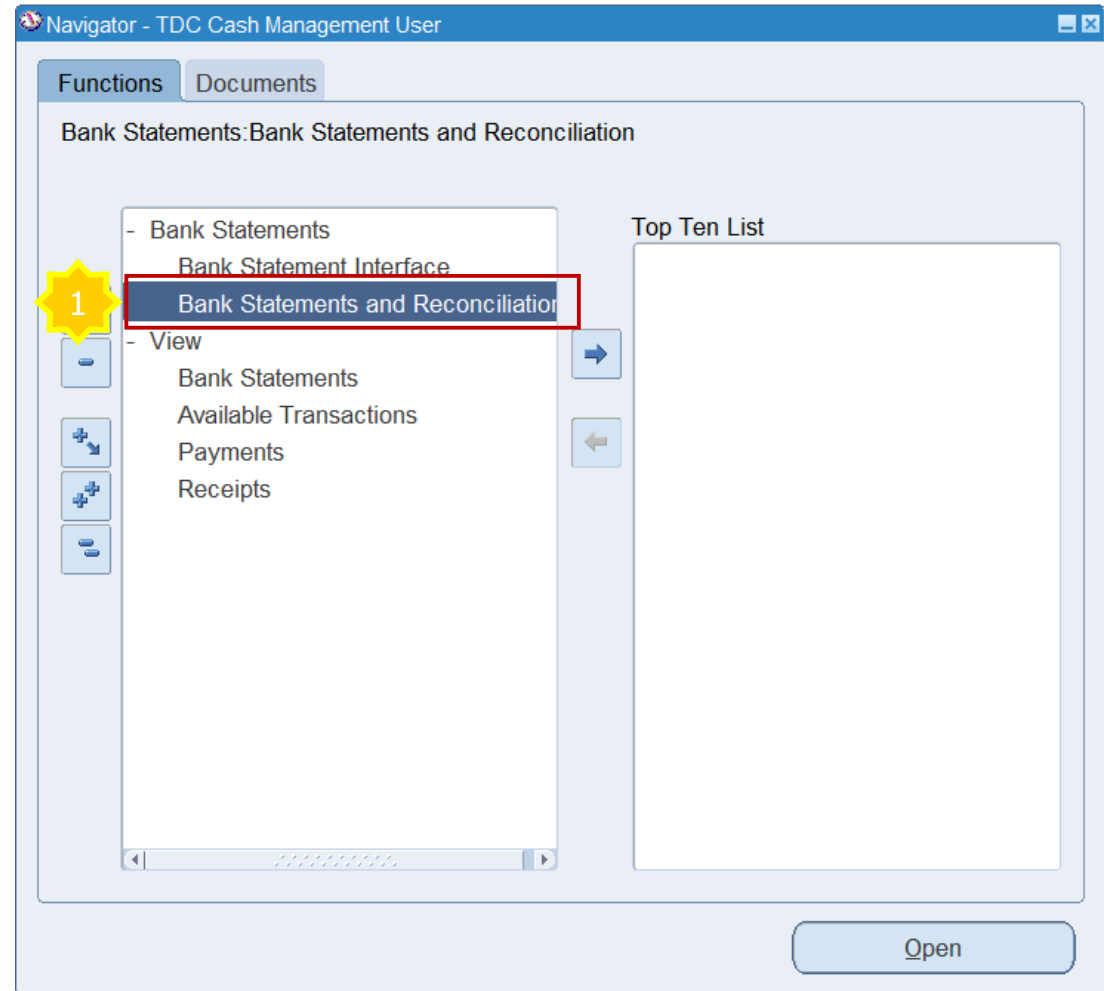 Navigator - TDC Cash Management User
Functions
Documents
Bank Statements:Bank Statements and Reconciliation
- Bank Statements
Bank Statement Interface
1
Bank Statements and Reconciliation
- View
Bank Statements
Available Transactions
Payments
Receipts
Top Ten List
Open